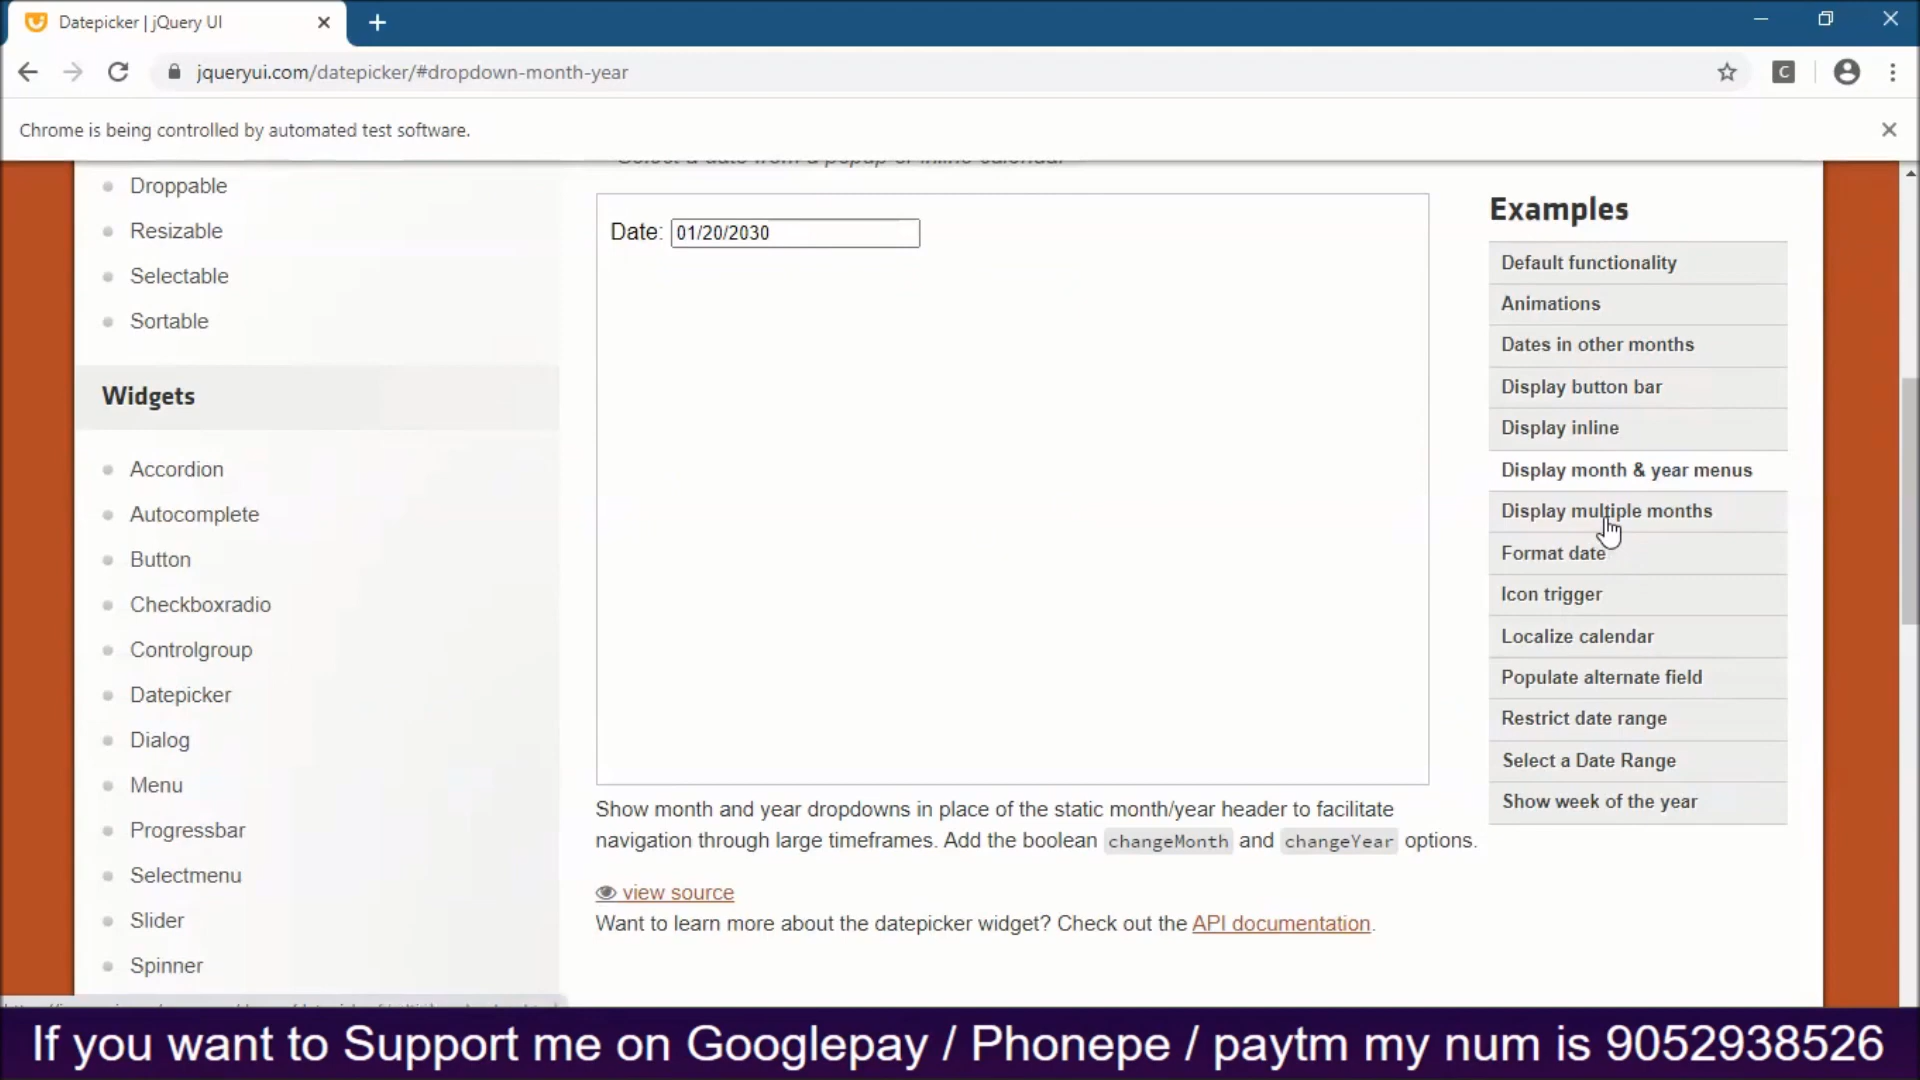 Datepicker | jQuery UI
jqueryui.com/datepicker/#dropdown-month-year
C
Chrome is being controlled by automated test software.
Select a date from a popup or inline calendar.
Droppable
Resizable
Selectable
Sortable
Widgets
Accordion
Autocomplete
Button
Checkboxradio
Controlgroup
Datepicker
Dialog
Menu
Progressbar
Selectmenu
Slider
Spinner
Date: 01/20/2030
Show month and year dropdowns in place of the static month/year header to facilitate
navigation through large timeframes. Add the boolean changeMonth and changeYear options.
view source
Want to learn more about the datepicker widget? Check out the API documentation.
Examples
Default functionality
Animations
Dates in other months
Display button bar
Display inline
Display month & year menus
Display multiple months
Format date
Icon trigger
Localize calendar
Populate alternate field
Restrict date range
Select a Date Range
Show week of the year
If you want to Support me on Googlepay / Phonepe / paytm my num is 9052938526